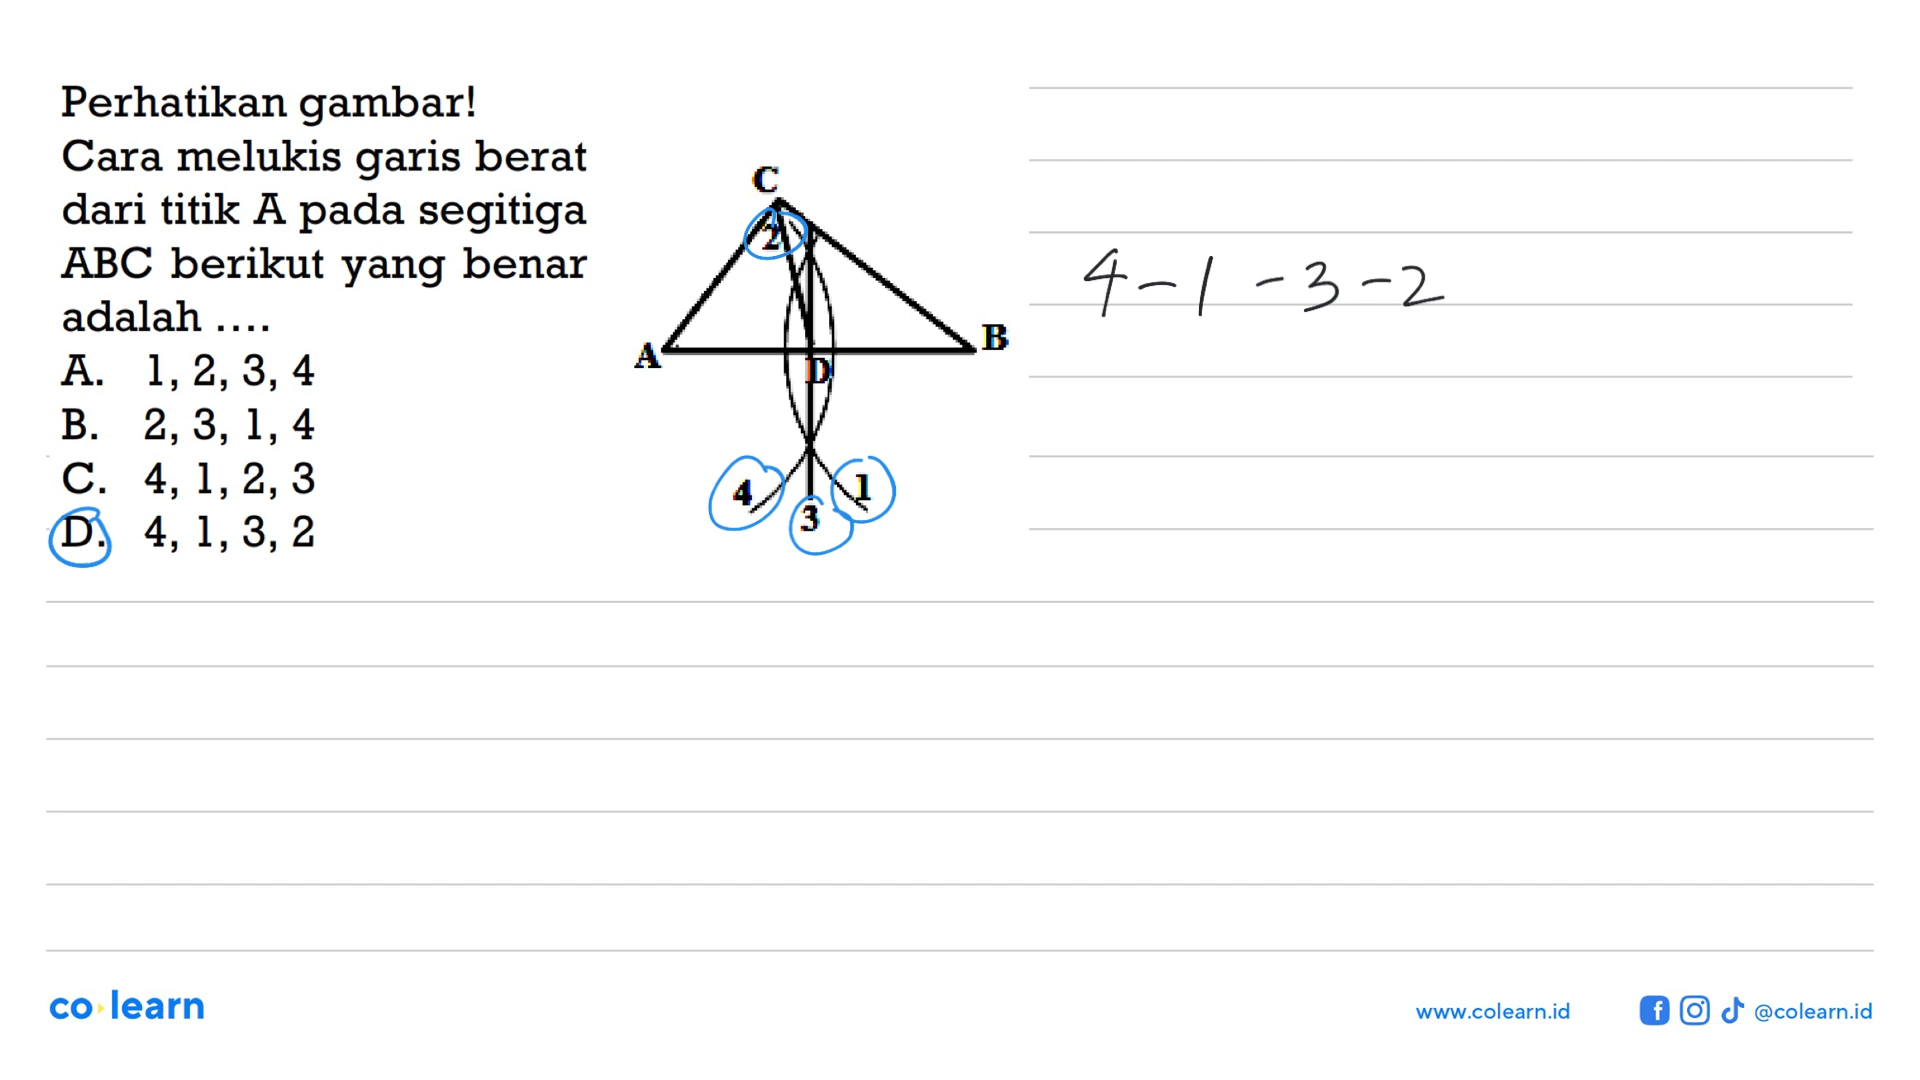 Perhatikan gambar!
Cara melukis garis berat
dari titik A pada segitiga
ABC berikut yang benar
adalah ....
A. 1, 2, 3, 4
B. 2, 3, 1, 4
C. 4, 1, 2, 3
D. 4, 1, 3, 2
C
2
A
B
D
4
1
3
4 - 1 - 3 - 2
co learn
www.colearn.id
@colearn.id